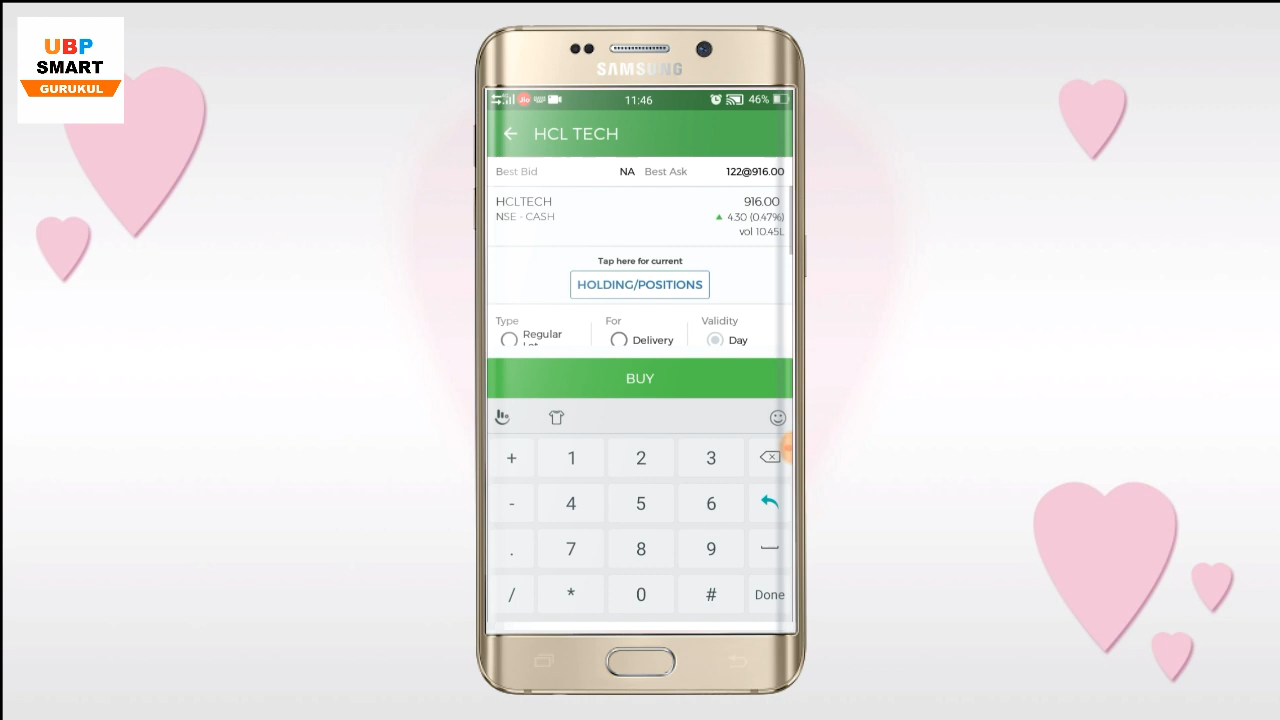 UBP
SMART
GURUKUL
SAMSUNG
Jio
11:46
46%
HCL TECH
Best Bid NA Best Ask 122@916.00
HCLTECH 916.00
NSE - CASH 4.30 (0.47%)
vol 10.45L
Tap here for current
HOLDING/POSITIONS
Type For Validity
Regular Delivery Day
BUY
+ 1 2 3
- 4 5 6
. 7 8 9
/ * 0 # Done